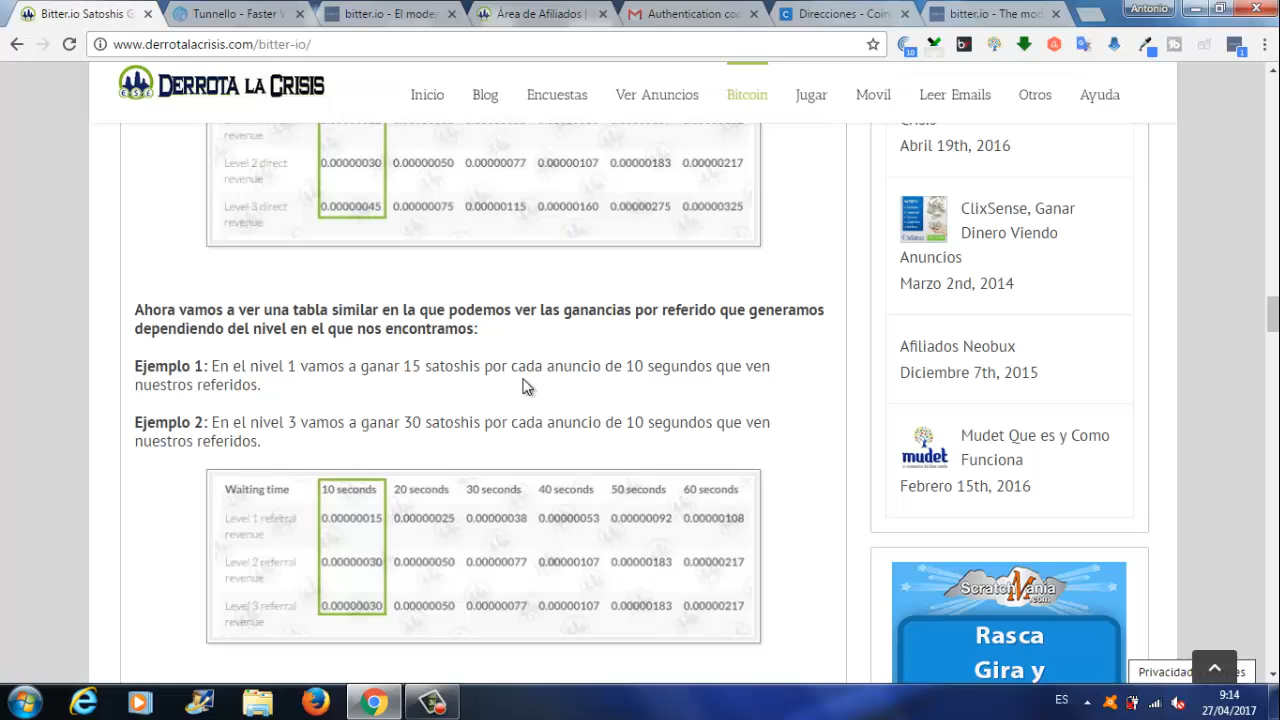 Bitter.io Satoshis G
Tunnello - Faster V
bitter.io - El mode
Área de Afiliados |
Authentication coc
Direcciones - Coin
bitter.io - The mod
Antonio
www.derrotalacrisis.com/bitter-io/
10
1
DERROTA LA CRISIS
Inicio
Blog
Encuestas
Ver Anuncios
Bitcoin
Jugar
Movil
Leer Emails
Otros
Ayuda
revenue
Level 2 direct revenue 0.00000030 0.00000050 0.00000077 0.00000107 0.00000183 0.00000217
Level 3 direct revenue 0.00000045 0.00000075 0.00000115 0.00000160 0.00000275 0.00000325
Ahora vamos a ver una tabla similar en la que podemos ver las ganancias por referido que generamos
dependiendo del nivel en el que nos encontramos:
Ejemplo 1: En el nivel 1 vamos a ganar 15 satoshis por cada anuncio de 10 segundos que ven
nuestros referidos.
Ejemplo 2: En el nivel 3 vamos a ganar 30 satoshis por cada anuncio de 10 segundos que ven
nuestros referidos.
Waiting time 10 seconds 20 seconds 30 seconds 40 seconds 50 seconds 60 seconds
Level 1 referral revenue 0.00000015 0.00000025 0.00000038 0.00000053 0.00000092 0.00000108
Level 2 referral revenue 0.00000030 0.00000050 0.00000077 0.00000107 0.00000183 0.00000217
Level 3 referral revenue 0.00000030 0.00000050 0.00000077 0.00000107 0.00000183 0.00000217
Crisis
Abril 19th, 2016
ClixSense, Ganar
Dinero Viendo
Anuncios
Marzo 2nd, 2014
Afiliados Neobux
Diciembre 7th, 2015
mudet
Mudet Que es y Como
Funciona
Febrero 15th, 2016
ScratchMania
.com
Rasca
Gira y
Privacidad y
ES
9:14
27/04/2017